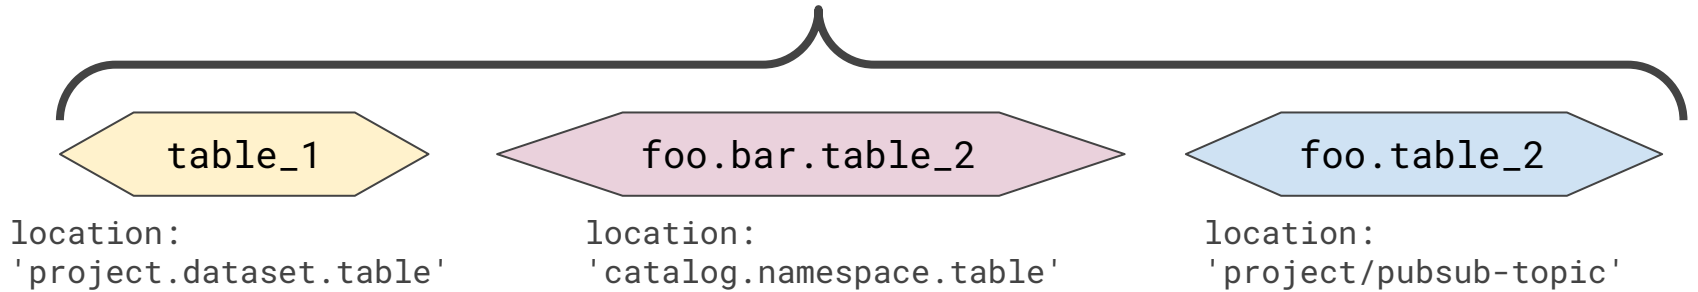 table_1
foo.bar.table_2
foo.table_2
location:
'project.dataset.table'
location:
'catalog.namespace.table'
location:
'project/pubsub-topic'